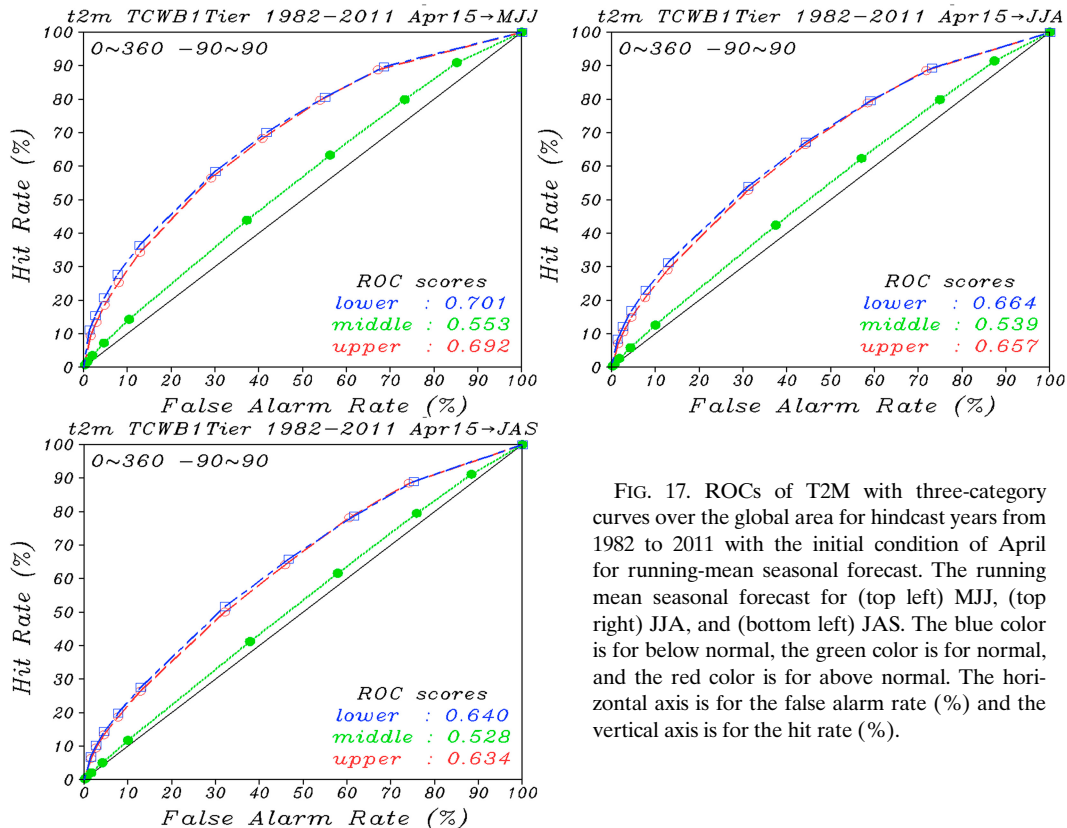 t2m TCWB1Tier 1982−2011 Apr15→MJJ
0~360 −90~90
100
90
80
70
60
50
40
30
20
10
0
Hit Rate (%)
ROC scores
lower : 0.701
middle : 0.553
upper : 0.692
0 10 20 30 40 50 60 70 80 90 100
False Alarm Rate (%)
t2m TCWB1Tier 1982−2011 Apr15→JJA
0~360 −90~90
100
90
80
70
60
50
40
30
20
10
0
Hit Rate (%)
ROC scores
lower : 0.664
middle : 0.539
upper : 0.657
0 10 20 30 40 50 60 70 80 90 100
False Alarm Rate (%)
t2m TCWB1Tier 1982−2011 Apr15→JAS
0~360 −90~90
100
90
80
70
60
50
40
30
20
10
0
Hit Rate (%)
ROC scores
lower : 0.640
middle : 0.528
upper : 0.634
0 10 20 30 40 50 60 70 80 90 100
False Alarm Rate (%)
FIG. 17. ROCs of T2M with three-category
curves over the global area for hindcast years from
1982 to 2011 with the initial condition of April
for running-mean seasonal forecast. The running
mean seasonal forecast for (top left) MJJ, (top
right) JJA, and (bottom left) JAS. The blue color
is for below normal, the green color is for normal,
and the red color is for above normal. The hori-
zontal axis is for the false alarm rate (%) and the
vertical axis is for the hit rate (%).